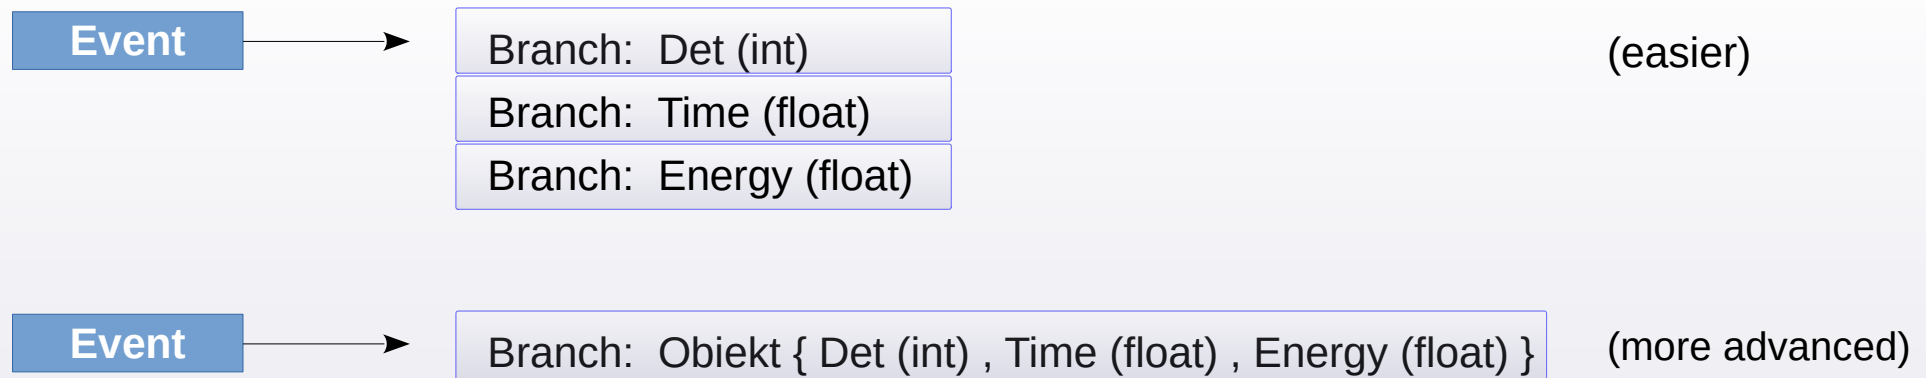 Event
Branch: Det (int)
(easier)
Branch: Time (float)
Branch: Energy (float)
Event
Branch: Obiekt { Det (int) , Time (float) , Energy (float) }
(more advanced)